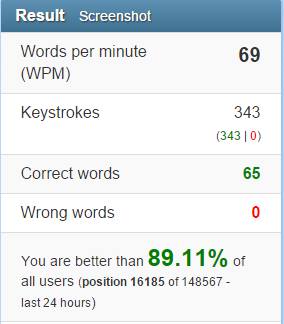 Result Screenshot
Words per minute 69
(WPM)
Keystrokes 343
(343 | 0)
Correct words 65
Wrong words 0
You are better than 89.11% of
all users (position 16185 of 148567 -
last 24 hours)